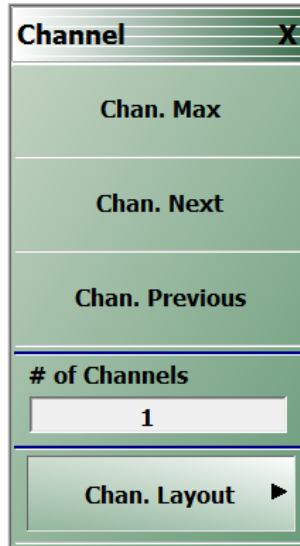 Channel X
Chan. Max
Chan. Next
Chan. Previous
# of Channels
1
Chan. Layout